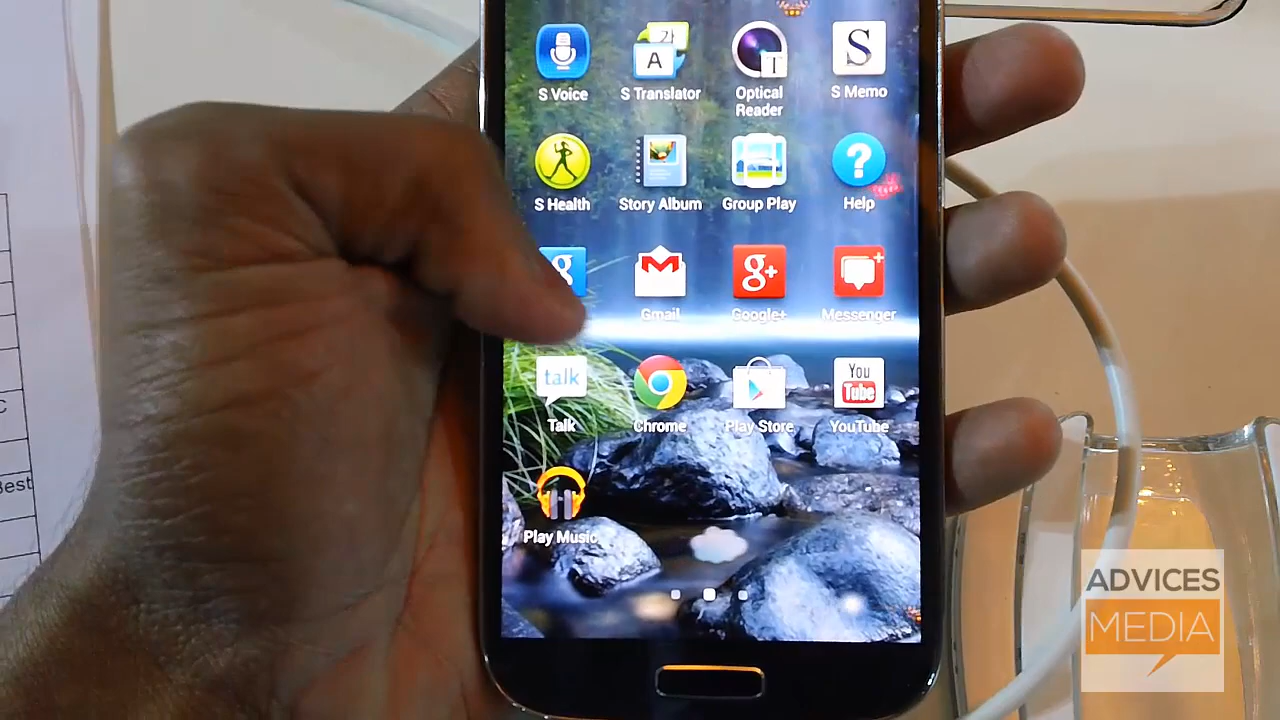 S Voice
S Translator
Optical
Reader
S Memo
가
A
T
S
S Health
Story Album
Group Play
Help
?
g
Gmail
g+
Google+
Messenger
talk
Talk
Chrome
Play Store
You
Tube
YouTube
Play Music
C
Best
ADVICES
MEDIA